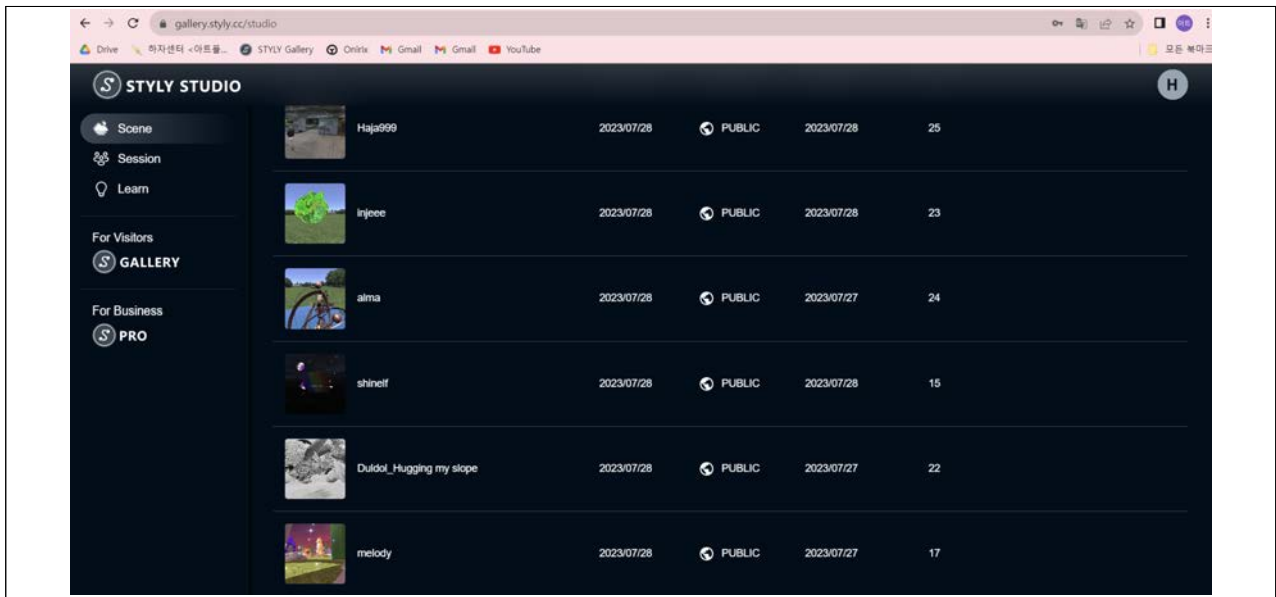 gallery.styly.cc/studio
Drive 하자센터 <아트플... STYLY Gallery Onirix Gmail Gmail YouTube 모든 북마크
S STYLY STUDIO H
Scene
Session
Learn
For Visitors
S GALLERY
For Business
S PRO
Haja999 2023/07/28 PUBLIC 2023/07/28 25
injeee 2023/07/28 PUBLIC 2023/07/28 23
alma 2023/07/28 PUBLIC 2023/07/27 24
shinelf 2023/07/28 PUBLIC 2023/07/28 15
Duldol_Hugging my slope 2023/07/28 PUBLIC 2023/07/27 22
melody 2023/07/28 PUBLIC 2023/07/27 17